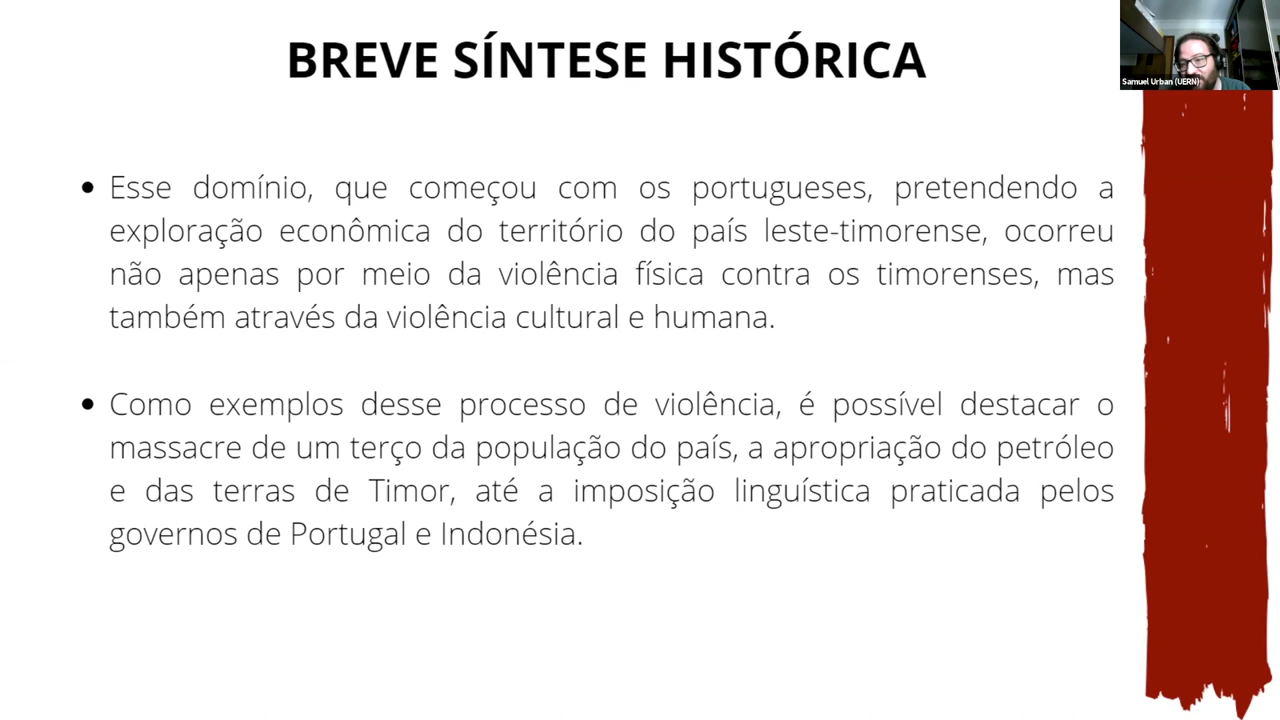 BREVE SÍNTESE HISTÓRICA
Samuel Urban (UERN)
• Esse domínio, que começou com os portugueses, pretendendo a
exploração econômica do território do país leste-timorense, ocorreu
não apenas por meio da violência física contra os timorenses, mas
também através da violência cultural e humana.
• Como exemplos desse processo de violência, é possível destacar o
massacre de um terço da população do país, a apropriação do petróleo
e das terras de Timor, até a imposição linguística praticada pelos
governos de Portugal e Indonésia.